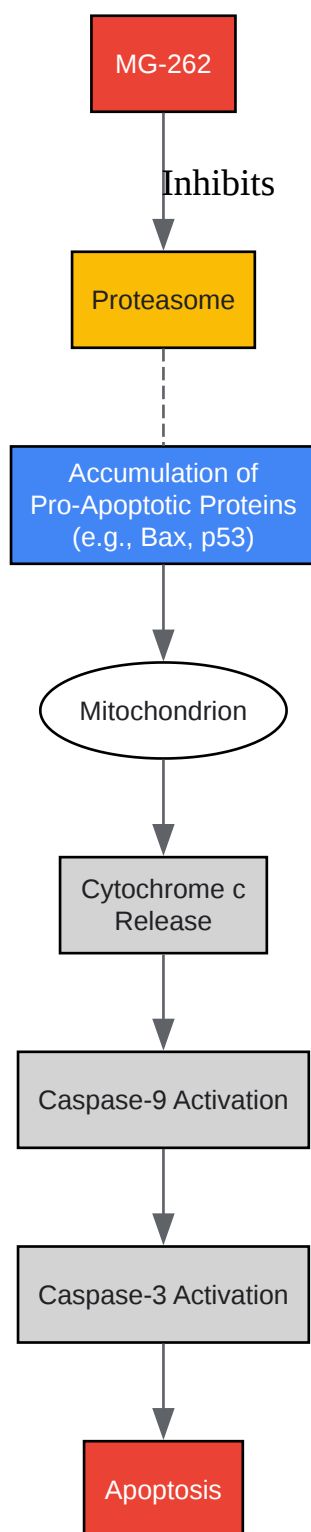 MG-262
Inhibits
Proteasome
Accumulation of
Pro-Apoptotic Proteins
(e.g., Bax, p53)
Mitochondrion
Cytochrome c
Release
Caspase-9 Activation
Caspase-3 Activation
Apoptosis